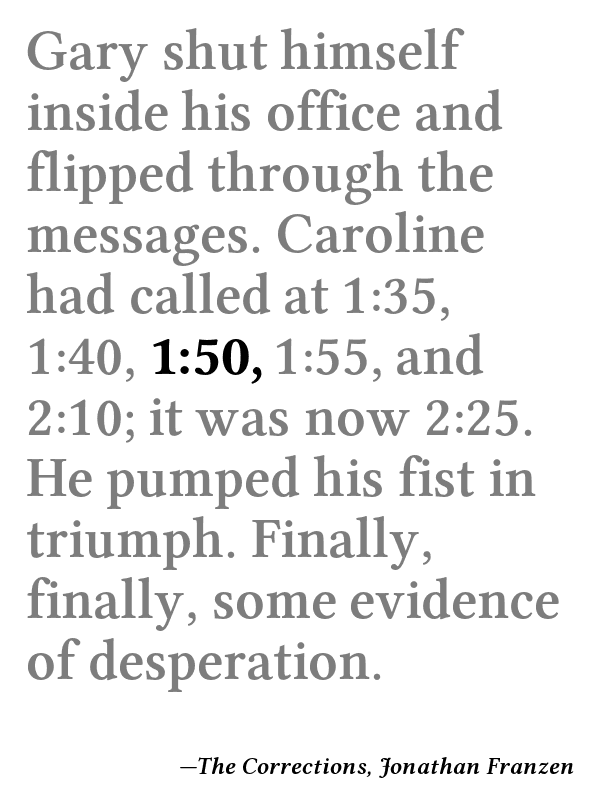 Gary shut himself
inside his office and
flipped through the
messages. Caroline
had called at 1:35,
1:40, 1:50, 1:55, and
2:10; it was now 2:25.
He pumped his fist in
triumph. Finally,
finally, some evidence
of desperation.
—The Corrections, Jonathan Franzen